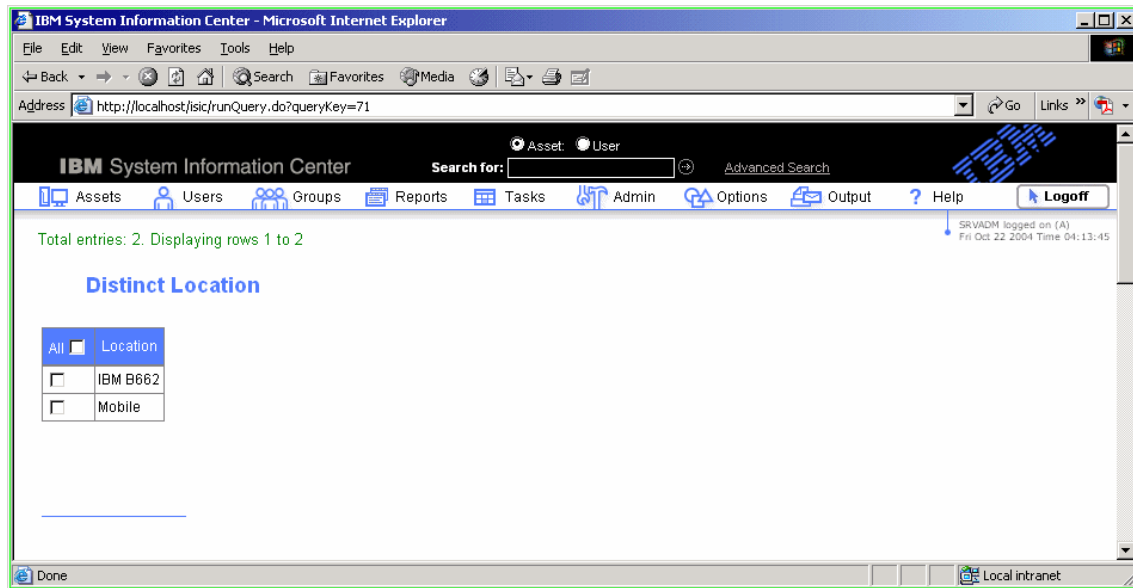 IBM System Information Center - Microsoft Internet Explorer
File Edit View Favorites Tools Help
Back Search Favorites Media
Address http://localhost/isic/runQuery.do?queryKey=71 Go Links »
Asset: User
IBM System Information Center Search for: Advanced Search IBM
Assets Users Groups Reports Tasks Admin Options Output ? Help Logoff
SRVADM logged on (A)
Fri Oct 22 2004 Time 04:13:45
Total entries: 2. Displaying rows 1 to 2
Distinct Location
All Location
IBM B662
Mobile
Done Local intranet